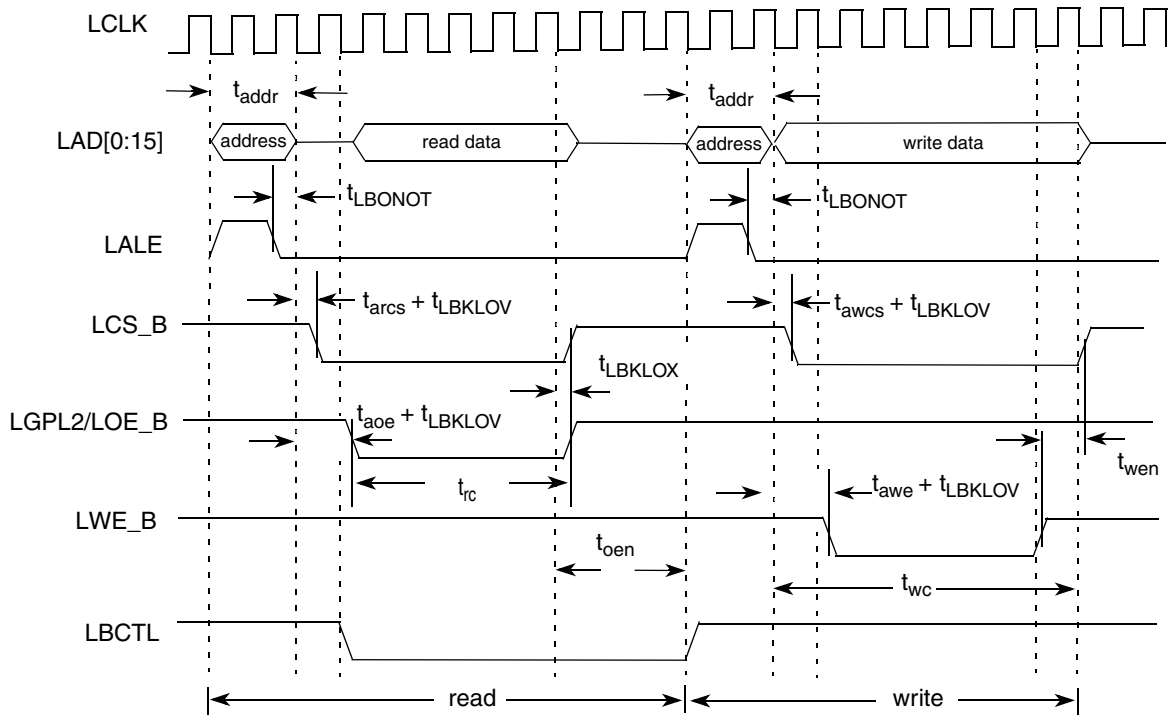 LCLK
t_addr t_addr
LAD[0:15] address read data address write data
t_LBONOT t_LBONOT
LALE
t_arcs + t_LBKLOV t_awcs + t_LBKLOV
LCS_B
t_LBKLOX
t_aoe + t_LBKLOV
LGPL2/LOE_B
t_wen
t_rc t_awe + t_LBKLOV
LWE_B
t_oen
t_wc
LBCTL
read write